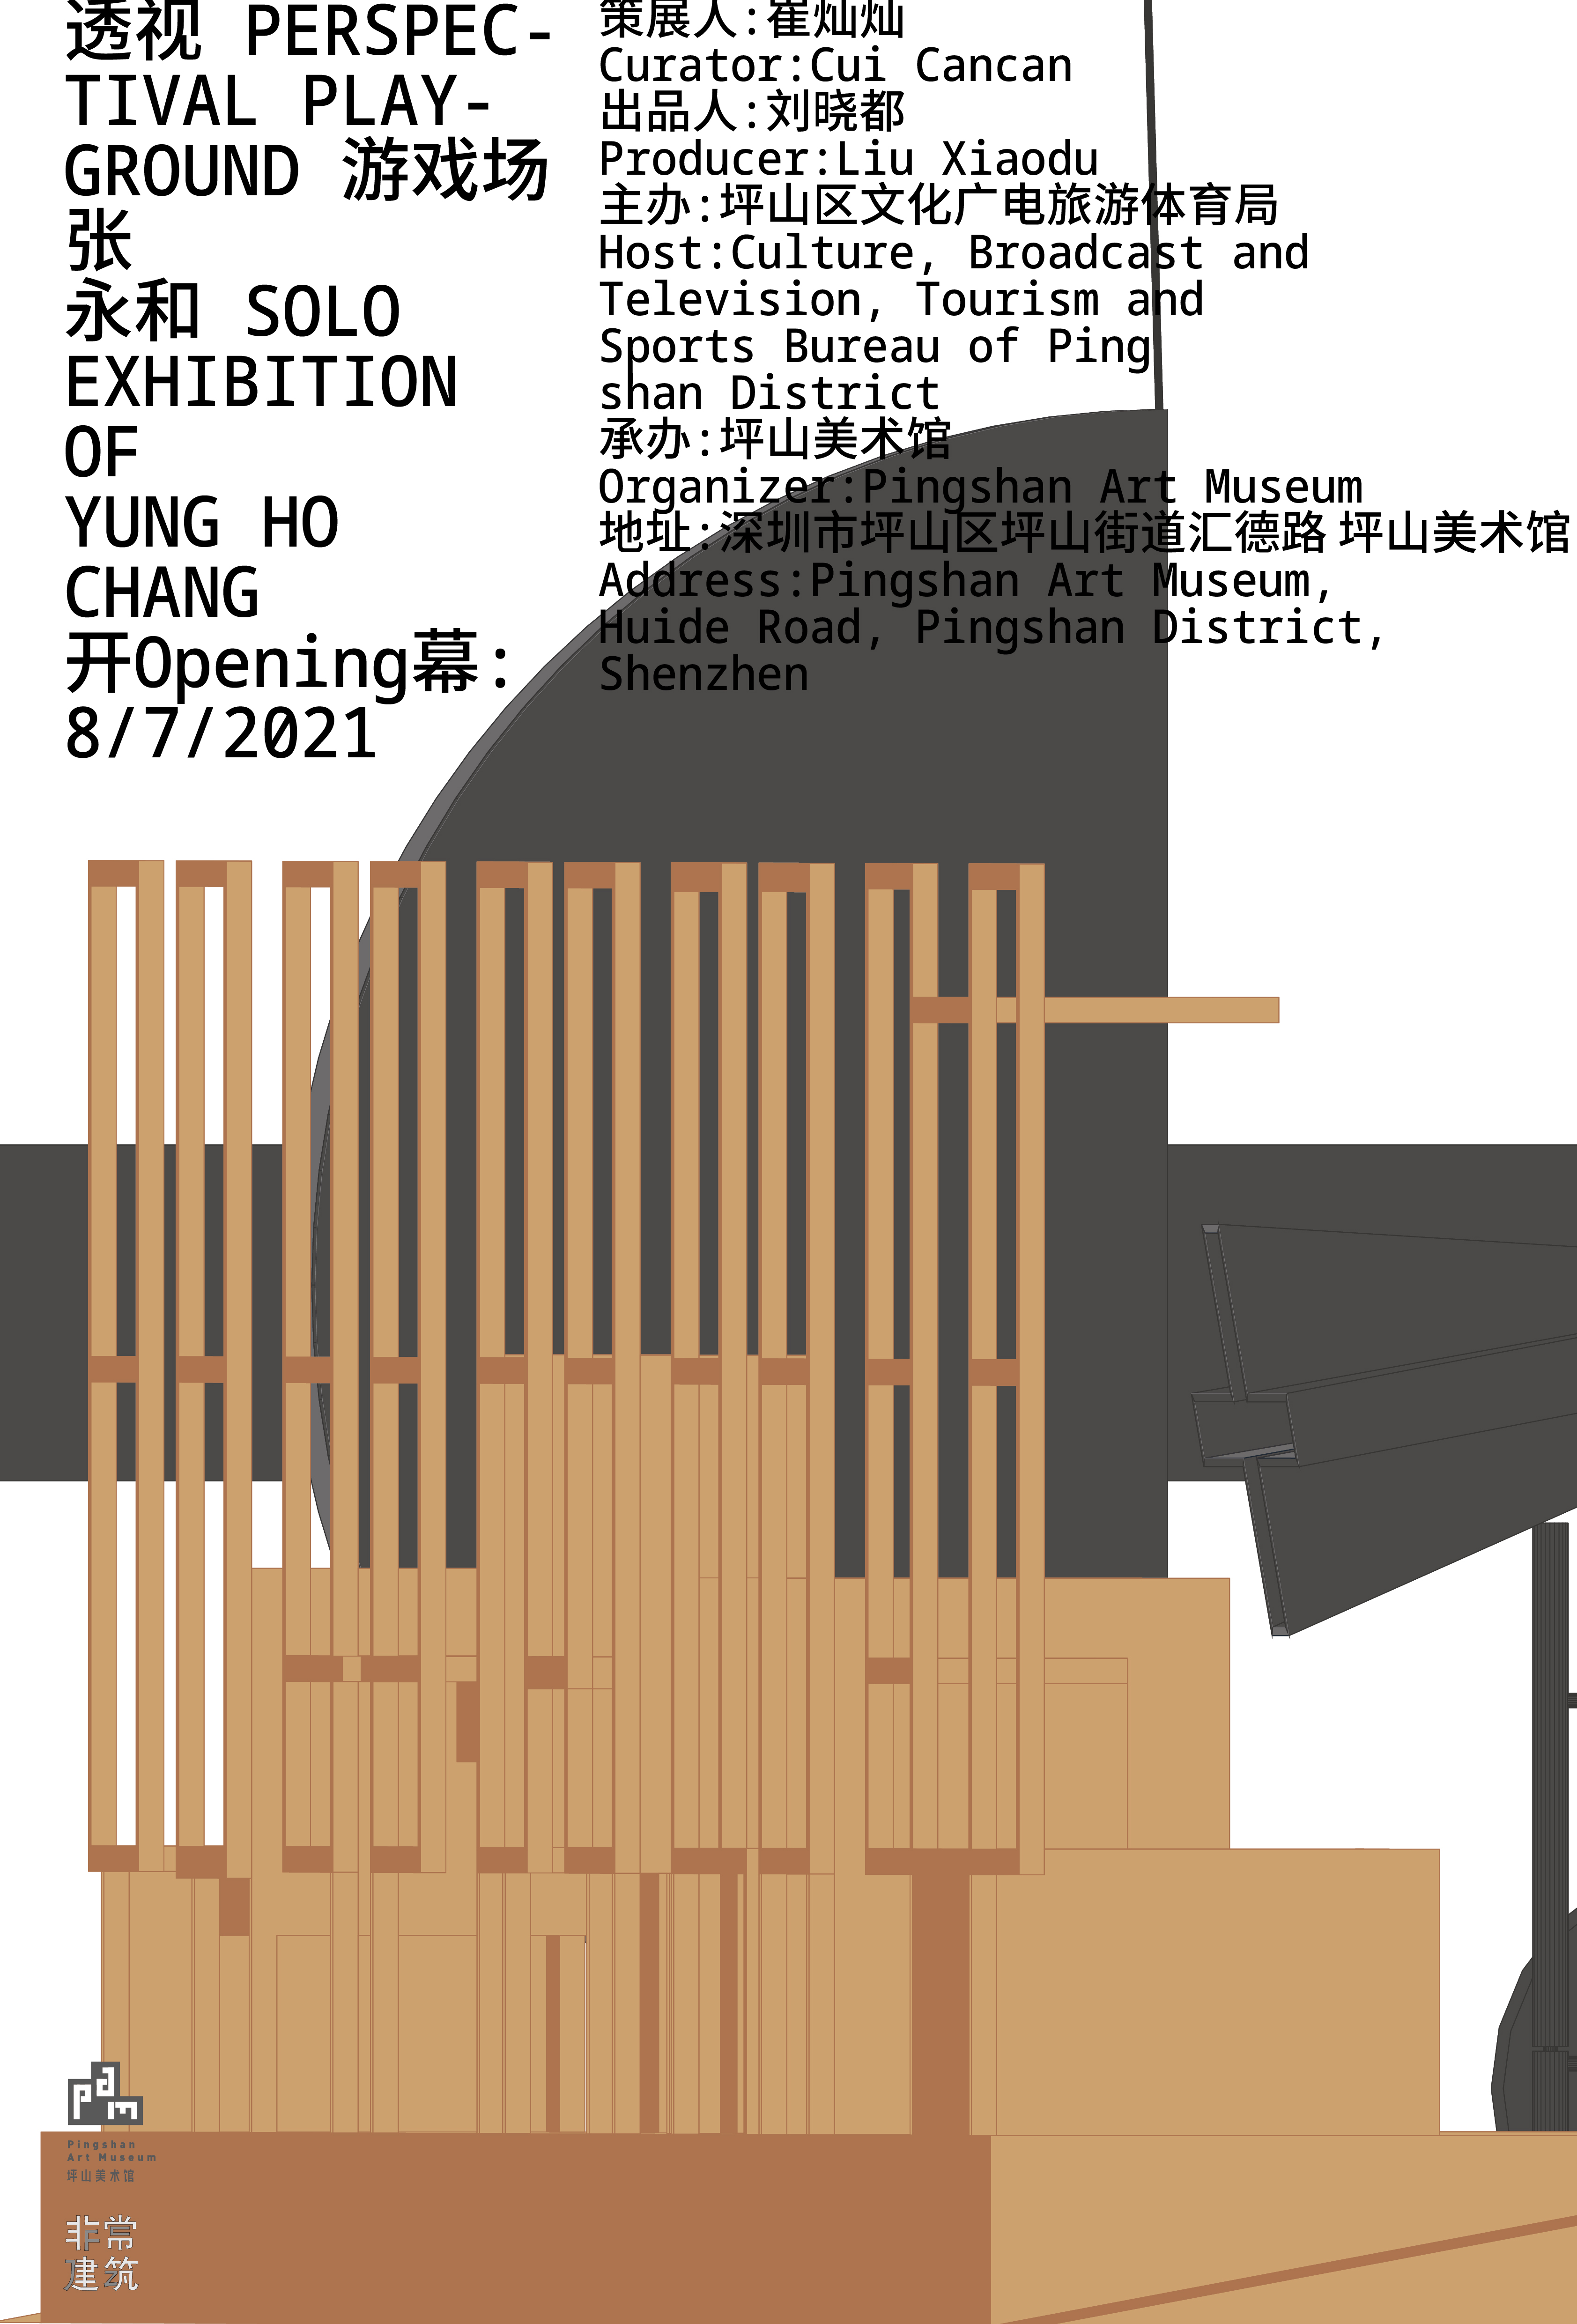 透视 PERSPEC-
TIVAL PLAY-
GROUND 游戏场
张
永和 SOLO
EXHIBITION
OF
YUNG HO
CHANG
开Opening幕:
8/7/2021
策展人:崔灿灿
Curator:Cui Cancan
出品人:刘晓都
Producer:Liu Xiaodu
主办:坪山区文化广电旅游体育局
Host:Culture, Broadcast and
Television, Tourism and
Sports Bureau of Ping
shan District
承办:坪山美术馆
Organizer:Pingshan Art Museum
地址:深圳市坪山区坪山街道汇德路 坪山美术馆
Address:Pingshan Art Museum,
Huide Road, Pingshan District,
Shenzhen
pam
Pingshan
Art Museum
坪山美术馆
非常
建筑